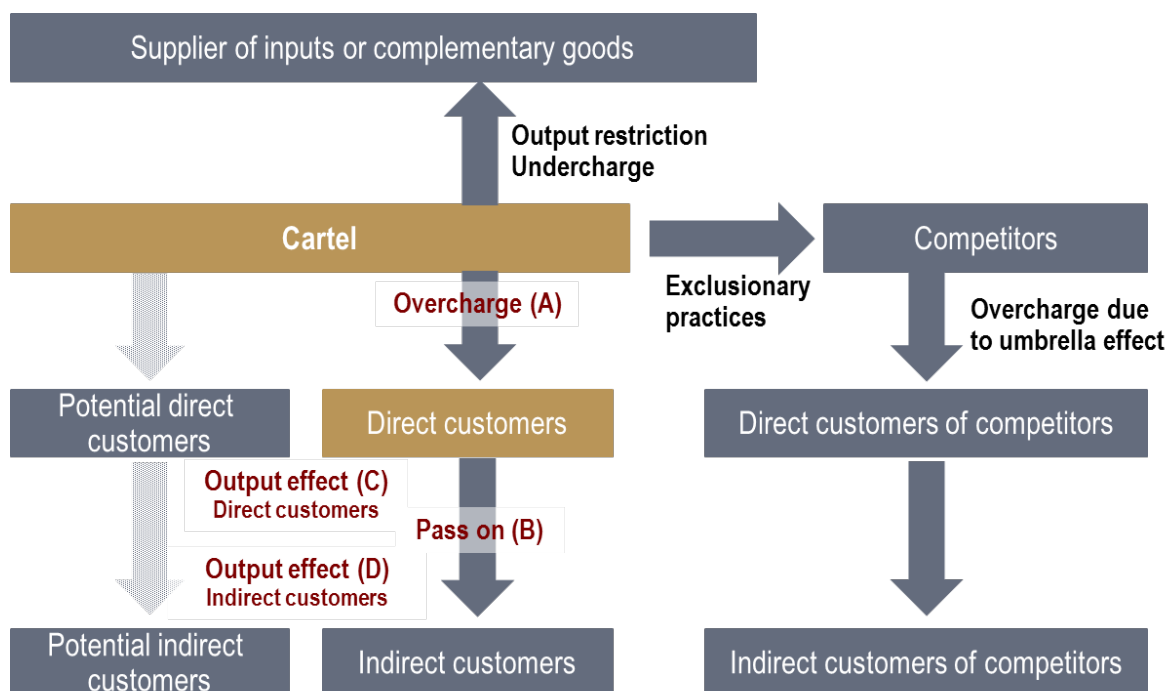 Supplier of inputs or complementary goods
Output restriction
Undercharge
Cartel
Competitors
Overcharge (A)
Exclusionary
practices
Overcharge due
to umbrella effect
Potential direct
customers
Direct customers
Direct customers of competitors
Output effect (C)
Direct customers
Pass on (B)
Output effect (D)
Indirect customers
Potential indirect
customers
Indirect customers
Indirect customers of competitors